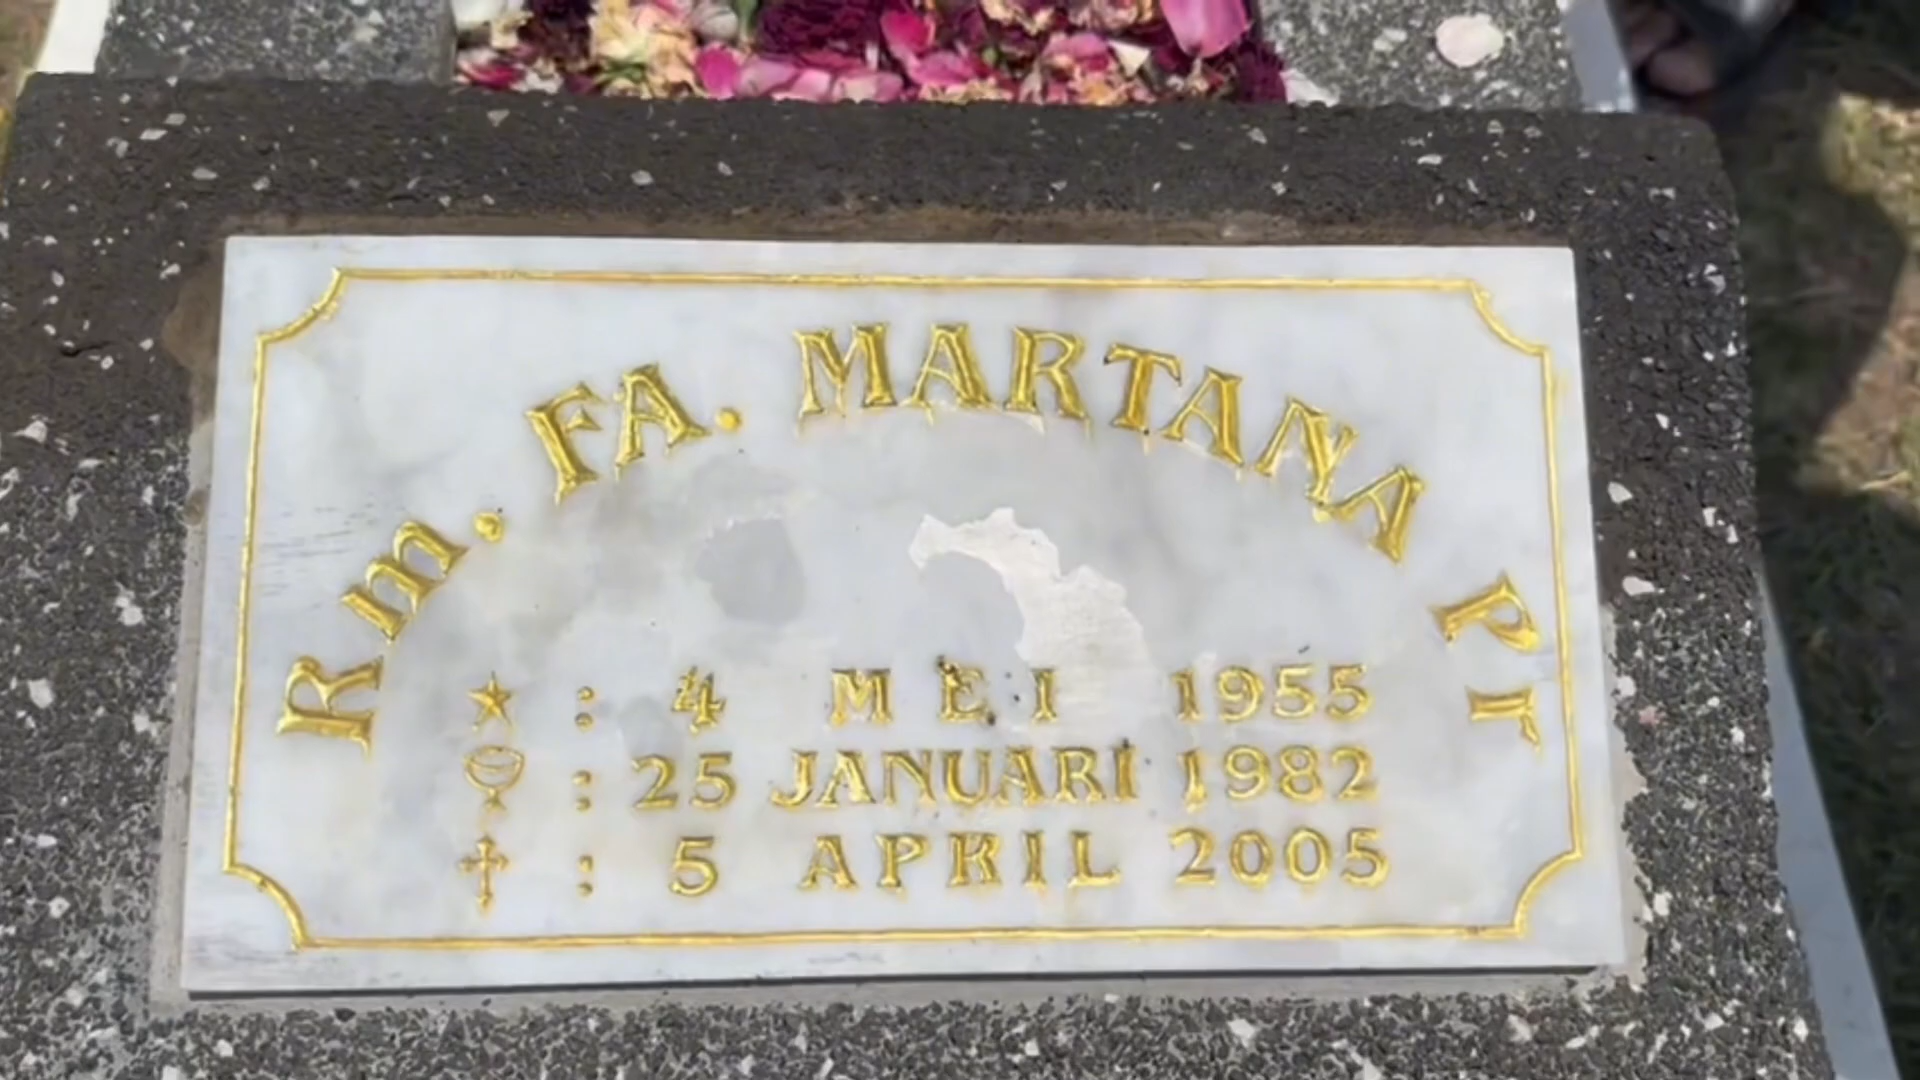 Rm. FA. MARTANA Pr
: 4 MEI 1955
: 25 JANUARI 1982
: 5 APRIL 2005